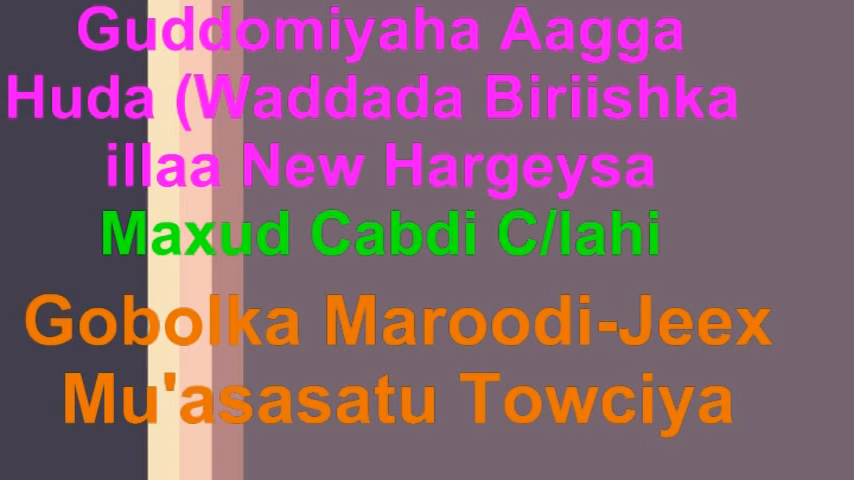 Guddomiyaha Aagga
Huda (Waddada Biriishka
illaa New Hargeysa
Maxud Cabdi C/lahi
Gobolka Maroodi-Jeex
Mu'asasatu Towciya